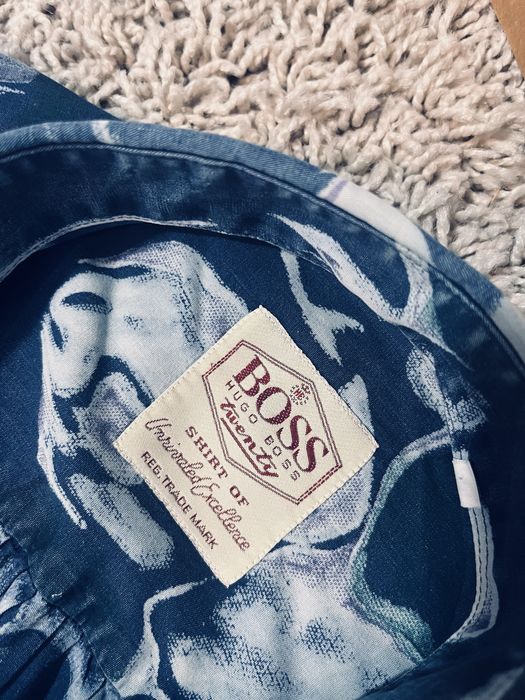 BOSS
HUGO BOSS
twenty
SHIRT OF
Unrivaled Excellence
REG. TRADE MARK